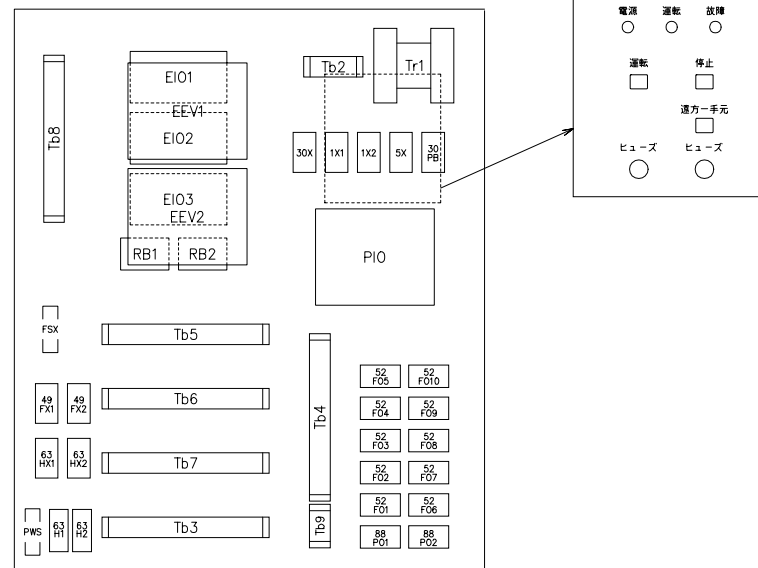 電源 運転 故障
運転 停止
遠方ー手元
ヒューズ ヒューズ
Tb8
EIO1
EEV1
EIO2
EIO3
EEV2
RB1 RB2
Tb2
Tr1
30X 1X1 1X2 5X 30
PB
PIO
FSX
Tb5
49
FX1
49
FX2
Tb6
63
HX1
63
HX2
Tb7
PWS
63
H1
63
H2
Tb3
Tb4
Tb9
52
FO5
52
FO10
52
FO4
52
FO9
52
FO3
52
FO8
52
FO2
52
FO7
52
FO1
52
FO6
88
PO1
88
PO2